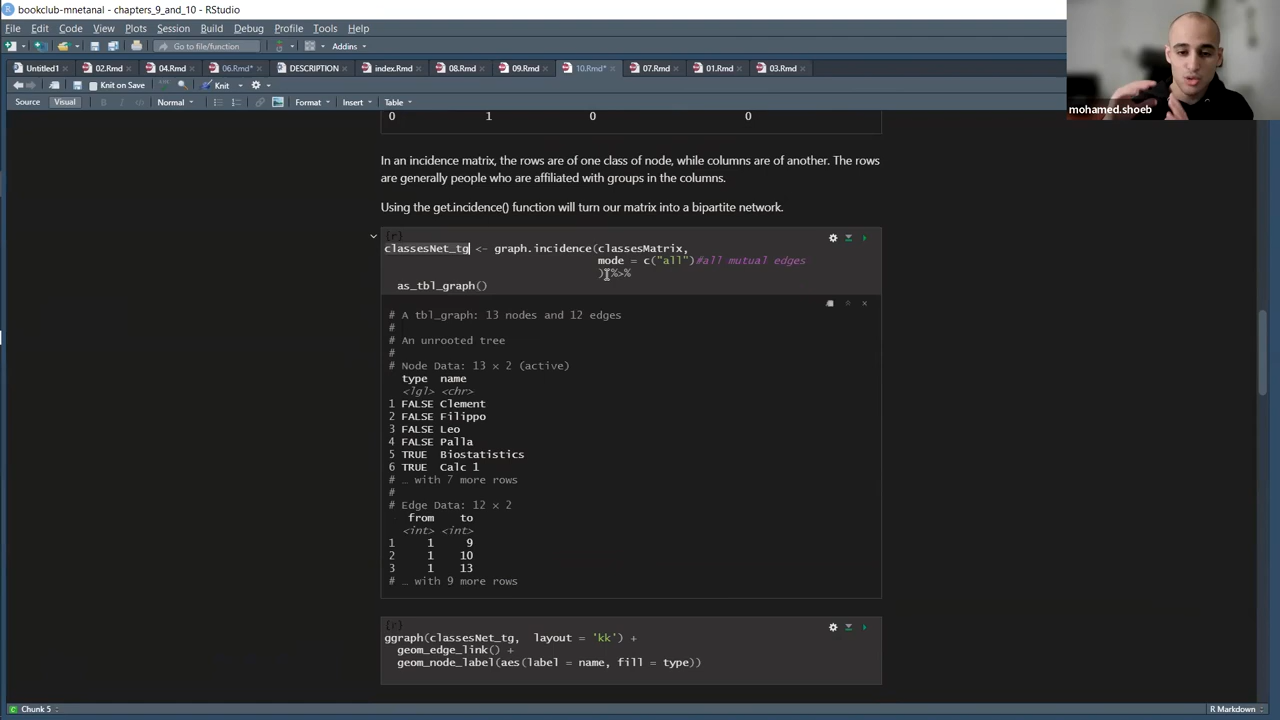 bookclub-mnetanal - chapters_9_and_10 - RStudio
File Edit Code View Plots Session Build Debug Profile Tools Help
Go to file/function Addins
Untitled1 02.Rmd 04.Rmd 06.Rmd* DESCRIPTION index.Rmd 08.Rmd 09.Rmd 10.Rmd* 07.Rmd 01.Rmd 03.Rmd
Knit on Save Knit
Source Visual B I Normal Format Insert Table
mohamed.shoeb
0 1 0 0
In an incidence matrix, the rows are of one class of node, while columns are of another. The rows
are generally people who are affiliated with groups in the columns.
Using the get.incidence() function will turn our matrix into a bipartite network.
{r}
classesNet_tg <- graph.incidence(classesMatrix,
mode = c("all")#all mutual edges
)%>%
as_tbl_graph()
# A tbl_graph: 13 nodes and 12 edges
#
# An unrooted tree
#
# Node Data: 13 × 2 (active)
type name
<lgl> <chr>
1 FALSE Clement
2 FALSE Filippo
3 FALSE Leo
4 FALSE Palla
5 TRUE Biostatistics
6 TRUE Calc 1
# … with 7 more rows
#
# Edge Data: 12 × 2
from to
<int> <int>
1 1 9
2 1 10
3 1 13
# … with 9 more rows
{r}
ggraph(classesNet_tg, layout = 'kk') +
geom_edge_link() +
geom_node_label(aes(label = name, fill = type))
Chunk 5 R Markdown